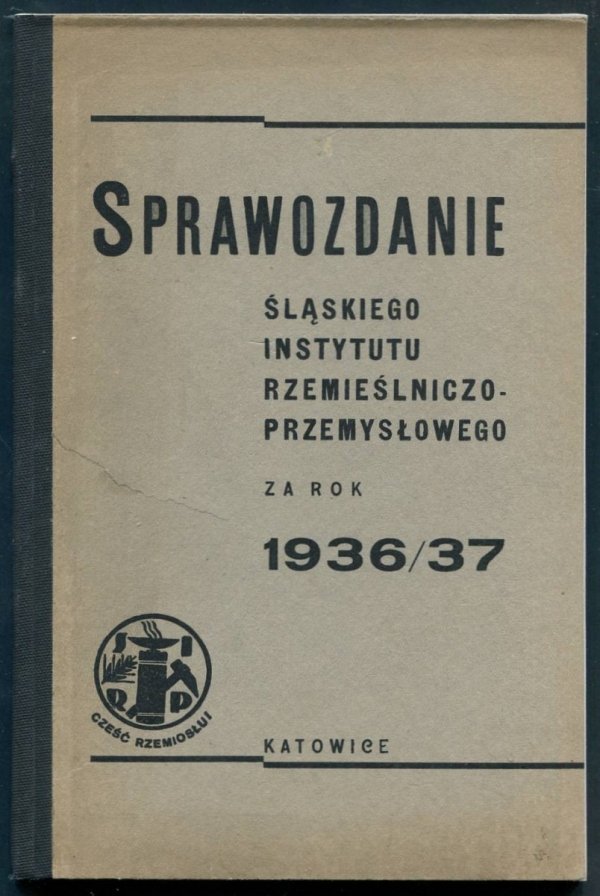 SPRAWOZDANIE
ŚLĄSKIEGO
INSTYTUTU
RZEMIEŚLNICZO-
PRZEMYSŁOWEGO
ZA ROK
1936/37
S I
R P
CZEŚĆ RZEMIOSŁU!
KATOWICE